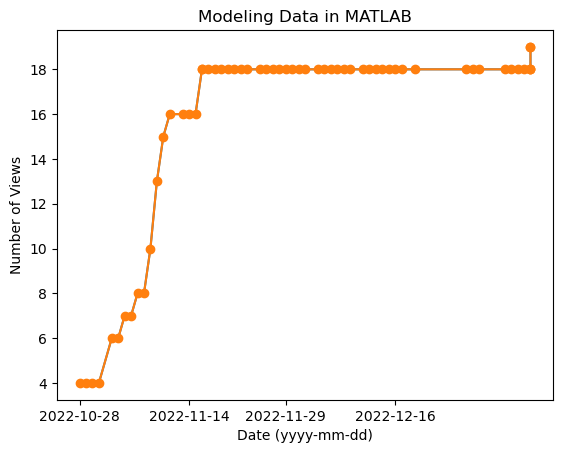 Modeling Data in MATLAB
Number of Views
18
16
14
12
10
8
6
4
2022-10-28 2022-11-14 2022-11-29 2022-12-16
Date (yyyy-mm-dd)